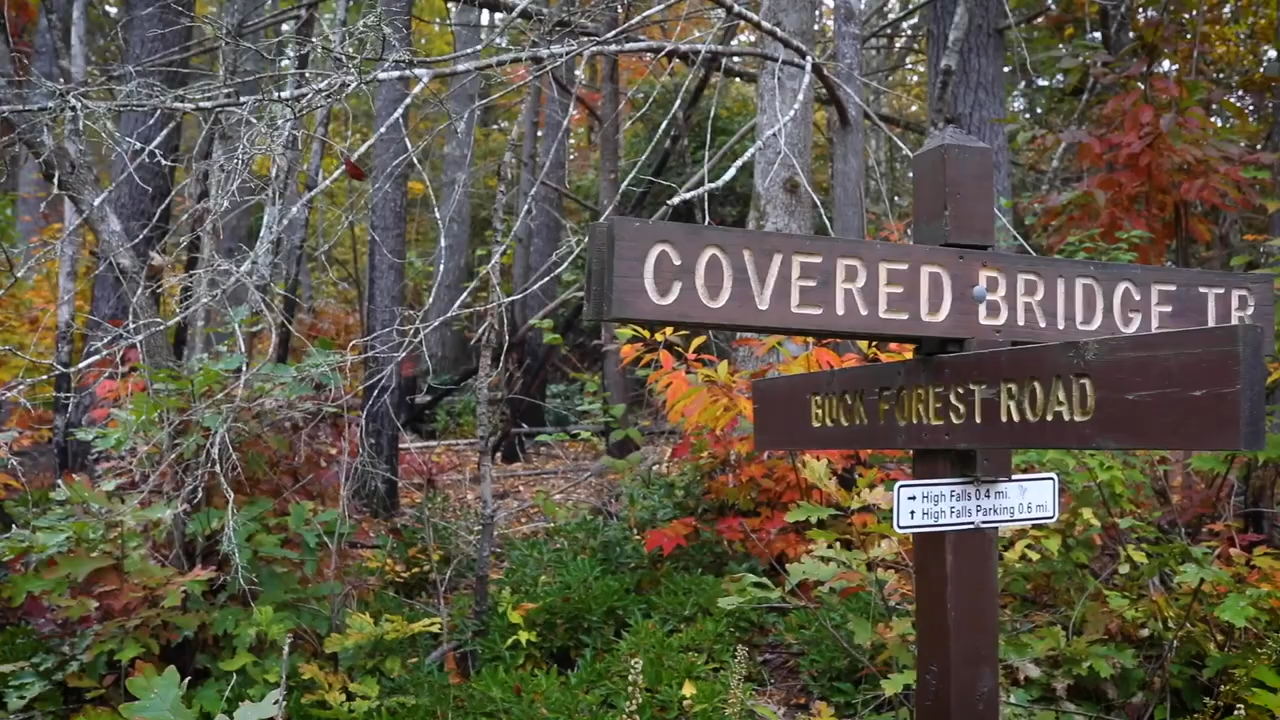 COVERED BRIDGE TR
BUCK FOREST ROAD
→ High Falls 0.4 mi.
↑ High Falls Parking 0.6 mi.